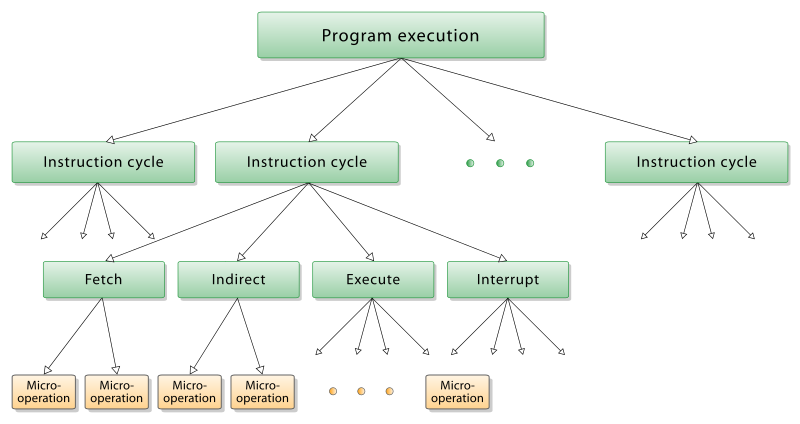 Program execution
Instruction cycle
Instruction cycle
Instruction cycle
Fetch
Indirect
Execute
Interrupt
Micro-
operation
Micro-
operation
Micro-
operation
Micro-
operation
Micro-
operation